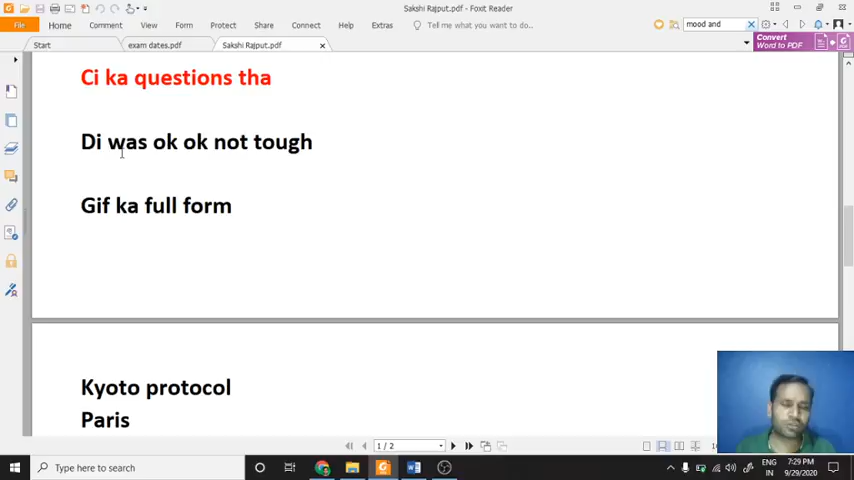 Sakshi Rajput.pdf - Foxit Reader
File Home Comment View Form Protect Share Connect Help Extras Tell me what you want to do... mood and
Convert
Word to PDF
Start exam dates.pdf Sakshi Rajput.pdf
Ci ka questions tha
Di was ok ok not tough
Gif ka full form
Kyoto protocol
Paris
1 / 2
Type here to search
ENG
IN
7:29 PM
9/29/2020